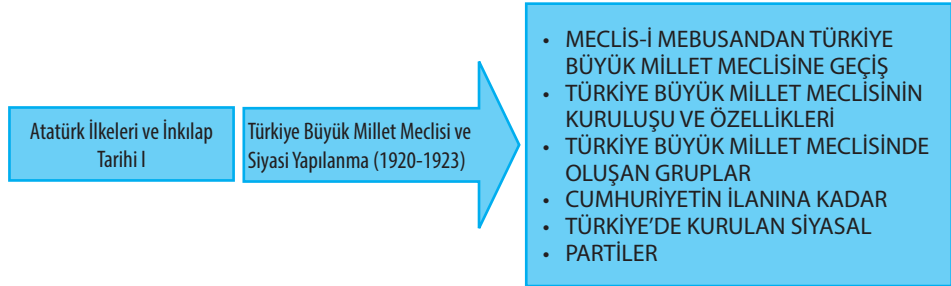 Atatürk İlkeleri ve İnkılap
Tarihi I
Türkiye Büyük Millet Meclisi ve
Siyasi Yapılanma (1920-1923)
• MECLİS-İ MEBUSANDAN TÜRKİYE
BÜYÜK MİLLET MECLİSİNE GEÇİŞ
• TÜRKİYE BÜYÜK MİLLET MECLİSİNİN
KURULUŞU VE ÖZELLİKLERİ
• TÜRKİYE BÜYÜK MİLLET MECLİSİNDE
OLUŞAN GRUPLAR
• CUMHURİYETİN İLANINA KADAR
• TÜRKİYE'DE KURULAN SİYASAL
• PARTİLER